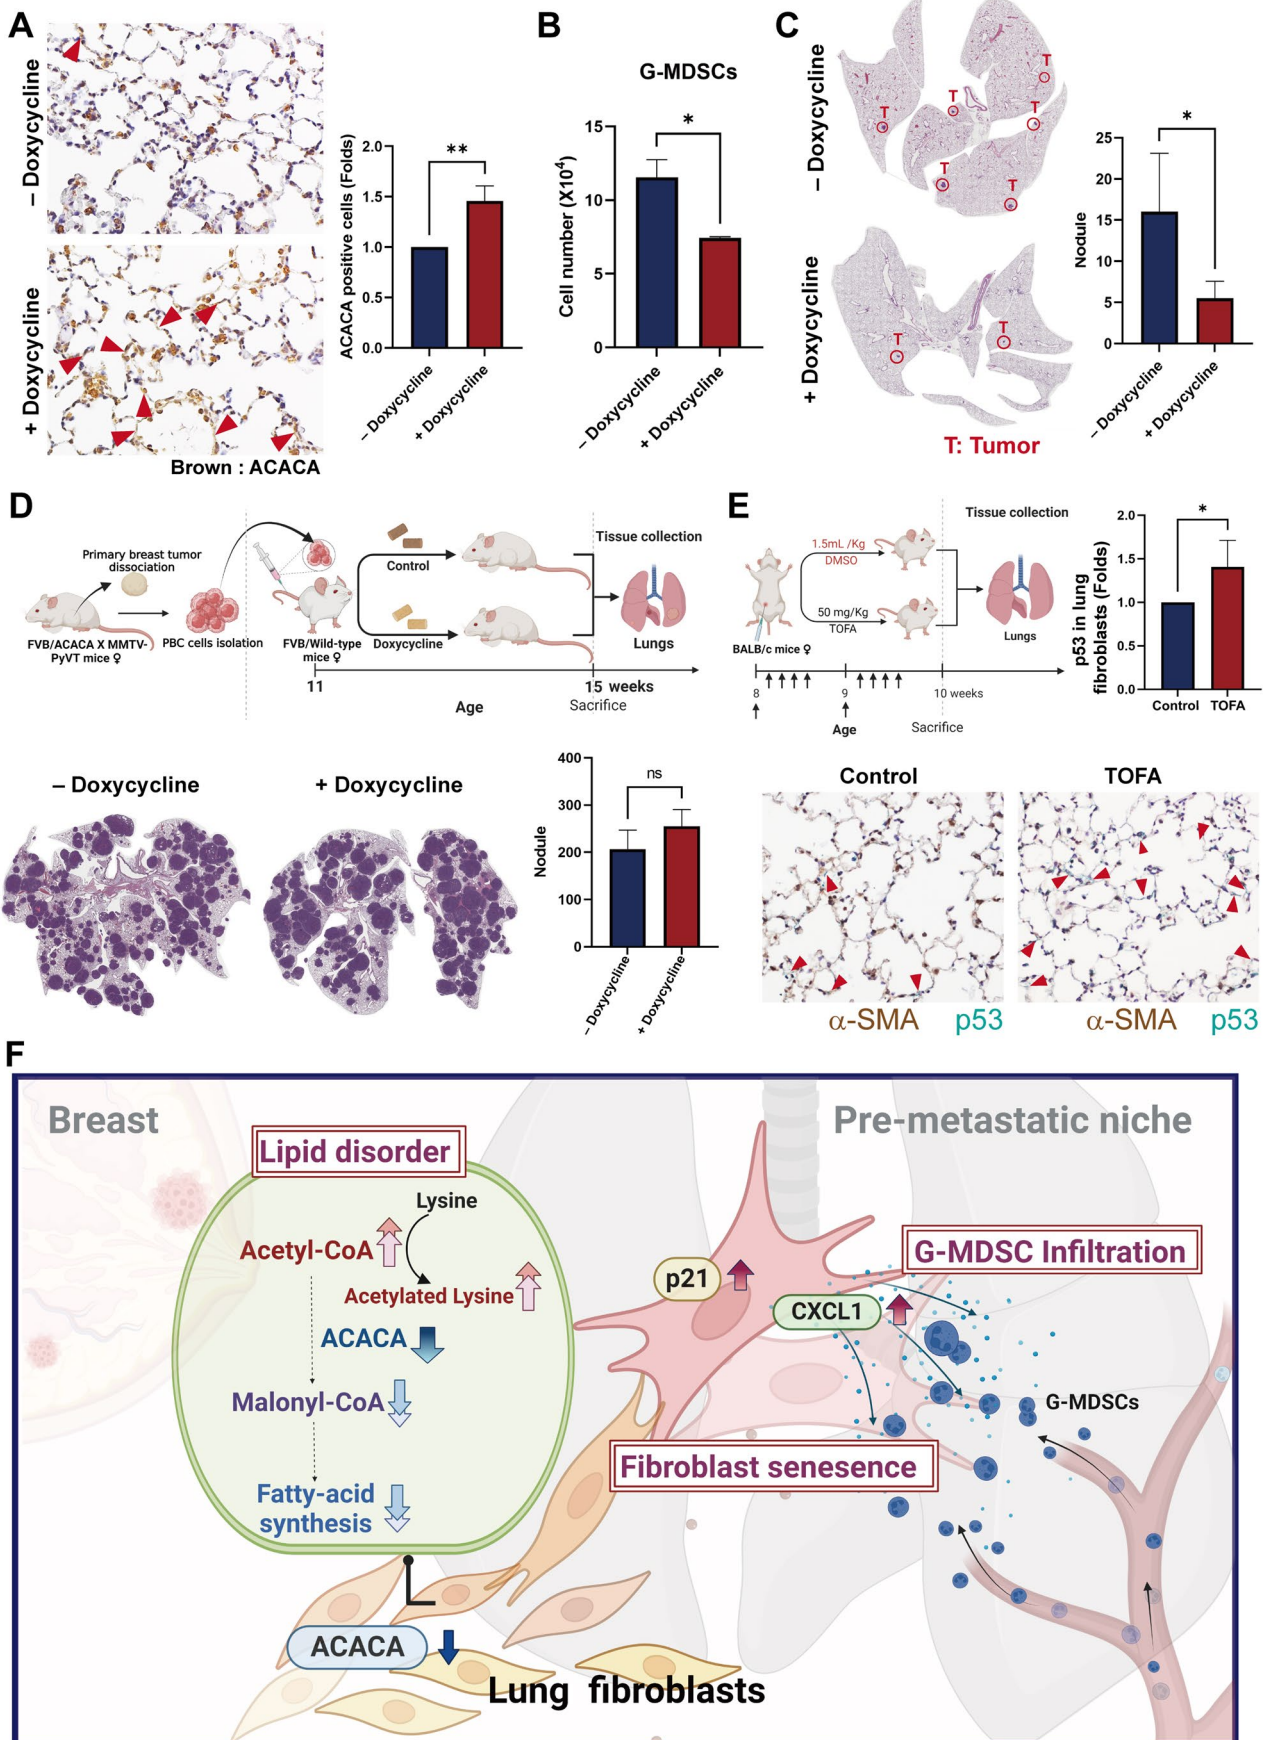 A
– Doxycycline
+ Doxycycline
Brown : ACACA
ACACA positive cells (Folds)
2.0
1.5
1.0
0.5
0.0
**
– Doxycycline
+ Doxycycline
B
G-MDSCs
Cell number (X10⁴)
15
10
5
0
*
– Doxycycline
+ Doxycycline
C
– Doxycycline
+ Doxycycline
T
T
T
T
T
T
T
T
T: Tumor
Nodule
25
20
15
10
5
0
*
– Doxycycline
+ Doxycycline
D
Primary breast tumor
dissociation
FVB/ACACA X MMTV-
PyVT mice ♀
PBC cells isolation
FVB/Wild-type
mice ♀
Control
Doxycycline
Tissue collection
Lungs
11
15 weeks
Age
Sacrifice
– Doxycycline
+ Doxycycline
Nodule
400
300
200
100
0
ns
– Doxycycline
+ Doxycycline
E
Tissue collection
1.5mL /Kg
DMSO
50 mg/Kg
TOFA
BALB/c mice ♀
Lungs
8
9
10 weeks
Age
Sacrifice
p53 in lung
fibroblasts (Folds)
2.0
1.5
1.0
0.5
0.0
*
Control
TOFA
Control
TOFA
α-SMA p53
α-SMA p53
F
Breast
Pre-metastatic niche
Lipid disorder
Lysine
Acetyl-CoA
Acetylated Lysine
ACACA
Malonyl-CoA
Fatty-acid
synthesis
p21
CXCL1
G-MDSC Infiltration
G-MDSCs
Fibroblast senesence
ACACA
Lung fibroblasts